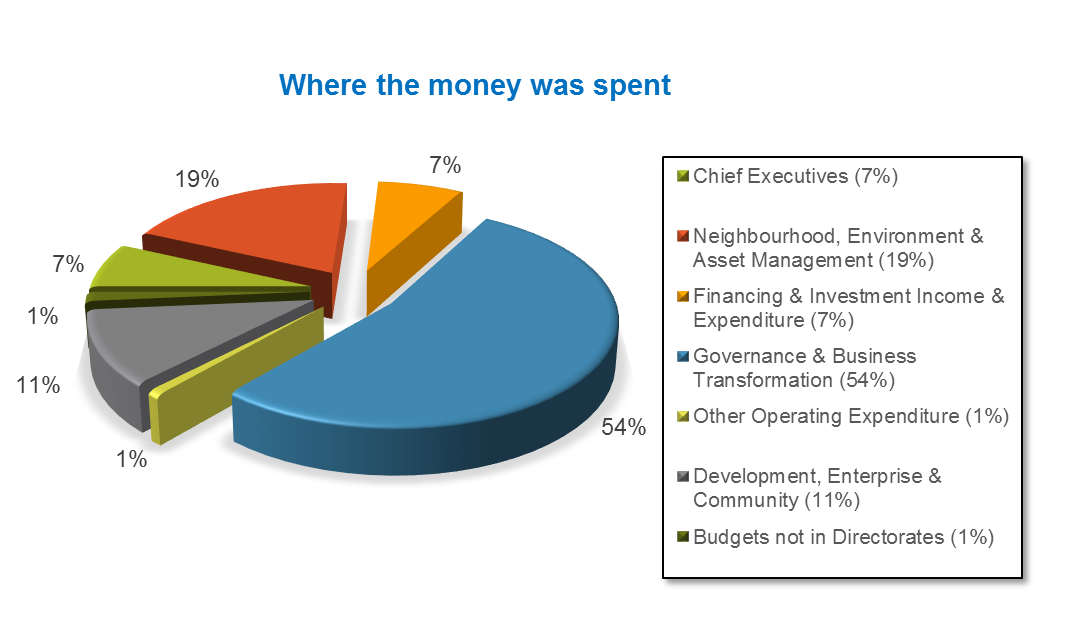 Where the money was spent
7%
19%
7%
1%
11%
1%
54%
Chief Executives (7%)
Neighbourhood, Environment &
Asset Management (19%)
Financing & Investment Income &
Expenditure (7%)
Governance & Business
Transformation (54%)
Other Operating Expenditure (1%)
Development, Enterprise &
Community (11%)
Budgets not in Directorates (1%)